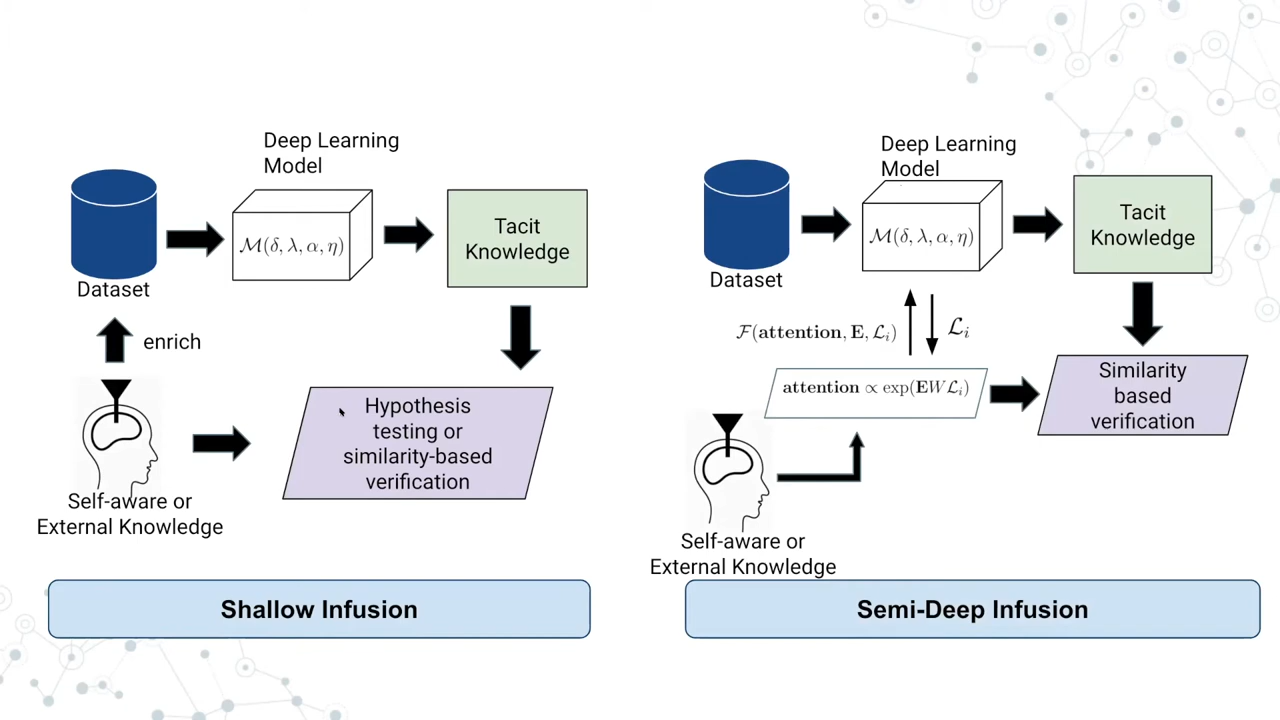 Deep Learning
Model
Dataset
M(δ, λ, α, η)
Tacit
Knowledge
enrich
Hypothesis
testing or
similarity-based
verification
Self-aware or
External Knowledge
Shallow Infusion
Deep Learning
Model
Dataset
M(δ, λ, α, η)
Tacit
Knowledge
F(attention, E, ℒᵢ)
ℒᵢ
attention ∝ exp(EWℒᵢ)
Similarity
based
verification
Self-aware or
External Knowledge
Semi-Deep Infusion